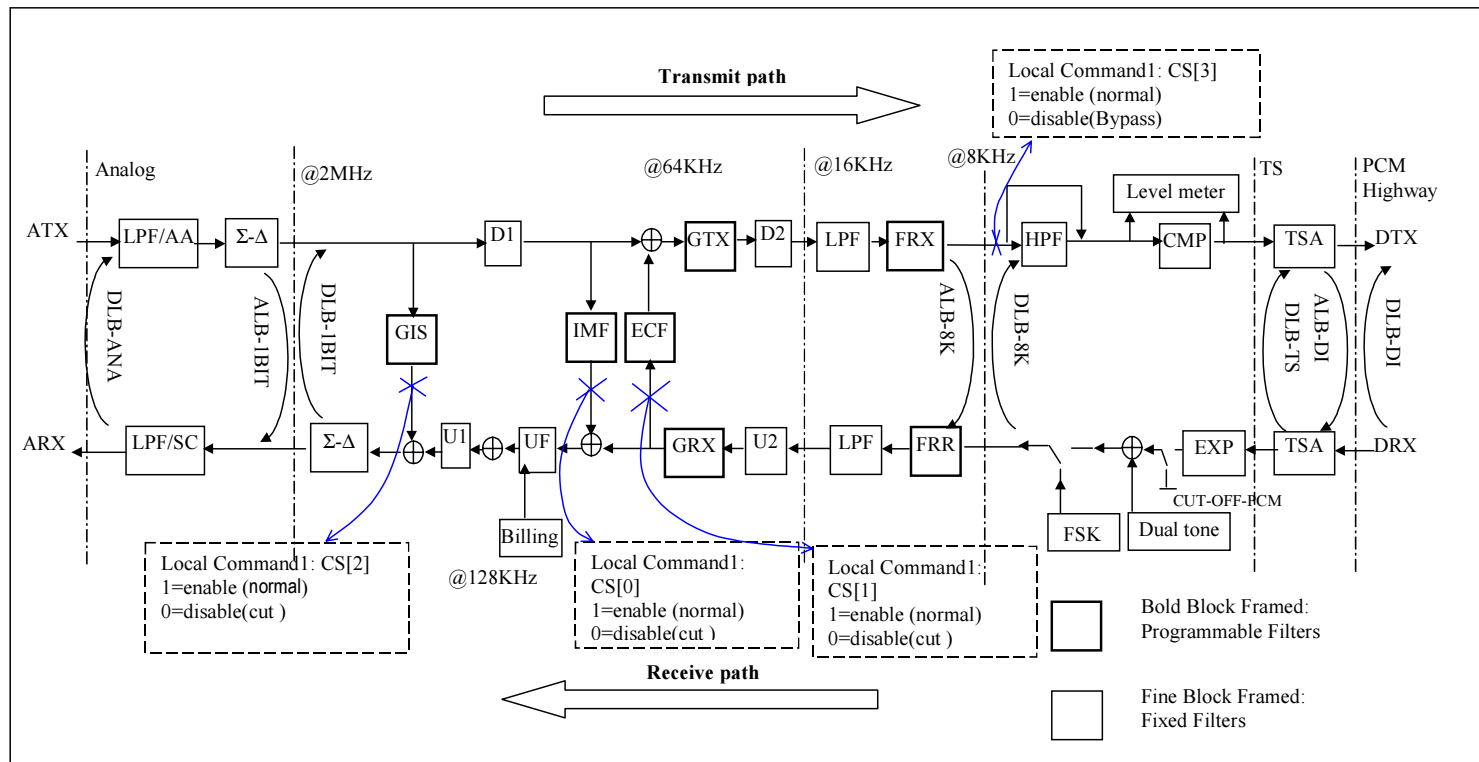 Transmit path
Local Command1: CS[3]
1=enable (normal)
0=disable(Bypass)
Analog
@2MHz
@64KHz
@16KHz
@8KHz
TS
PCM
Highway
Level meter
ATX
LPF/AA
Σ-Δ
D1
GTX
D2
LPF
FRX
HPF
CMP
TSA
DTX
DLB-ANA
ALB-1BIT
DLB-1BIT
GIS
IMF
ECF
ALB-8K
DLB-8K
DLB-TS
ALB-DI
DLB-DI
ARX
LPF/SC
Σ-Δ
U1
UF
GRX
U2
LPF
FRR
EXP
TSA
DRX
CUT-OFF-PCM
Billing
FSK
Dual tone
@128KHz
Local Command1: CS[2]
1=enable (normal)
0=disable(cut )
Local Command1:
CS[0]
1=enable (normal)
0=disable(cut )
Local Command1:
CS[1]
1=enable (normal)
0=disable(cut )
Bold Block Framed:
Programmable Filters
Receive path
Fine Block Framed:
Fixed Filters